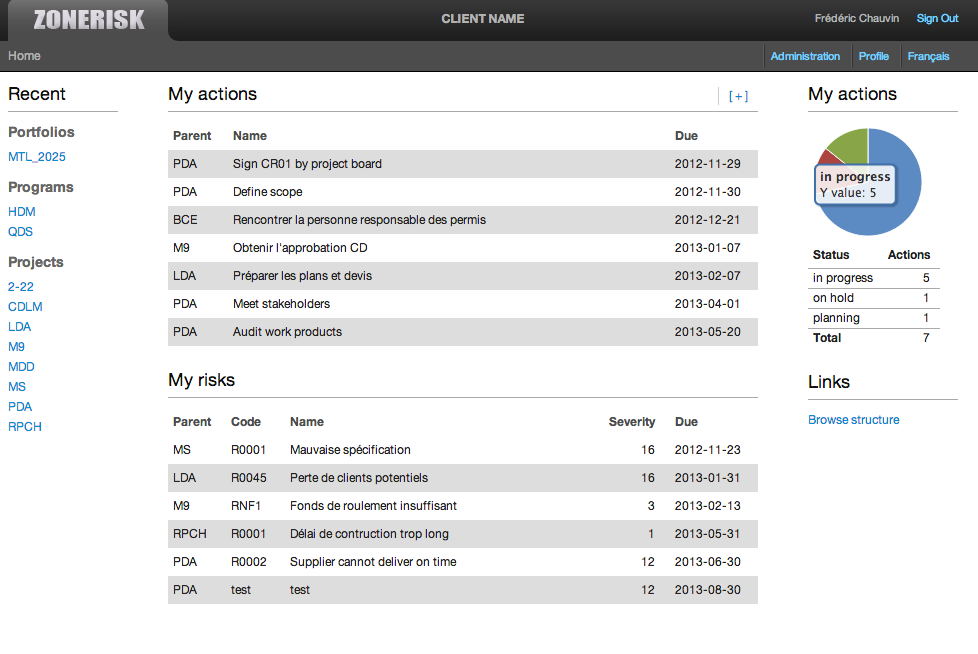 ZONERISK
CLIENT NAME
Frédéric Chauvin Sign Out
Home
Administration Profile Français
Recent
Portfolios
MTL_2025
Programs
HDM
QDS
Projects
2-22
CDLM
LDA
M9
MDD
MS
PDA
RPCH
My actions [+]
Parent Name Due
PDA Sign CR01 by project board 2012-11-29
PDA Define scope 2012-11-30
BCE Rencontrer la personne responsable des permis 2012-12-21
M9 Obtenir l'approbation CD 2013-01-07
LDA Préparer les plans et devis 2013-02-07
PDA Meet stakeholders 2013-04-01
PDA Audit work products 2013-05-20
My risks
Parent Code Name Severity Due
MS R0001 Mauvaise spécification 16 2012-11-23
LDA R0045 Perte de clients potentiels 16 2013-01-31
M9 RNF1 Fonds de roulement insuffisant 3 2013-02-13
RPCH R0001 Délai de contruction trop long 1 2013-05-31
PDA R0002 Supplier cannot deliver on time 12 2013-06-30
PDA test test 12 2013-08-30
My actions
in progress
Y value: 5
Status Actions
in progress 5
on hold 1
planning 1
Total 7
Links
Browse structure